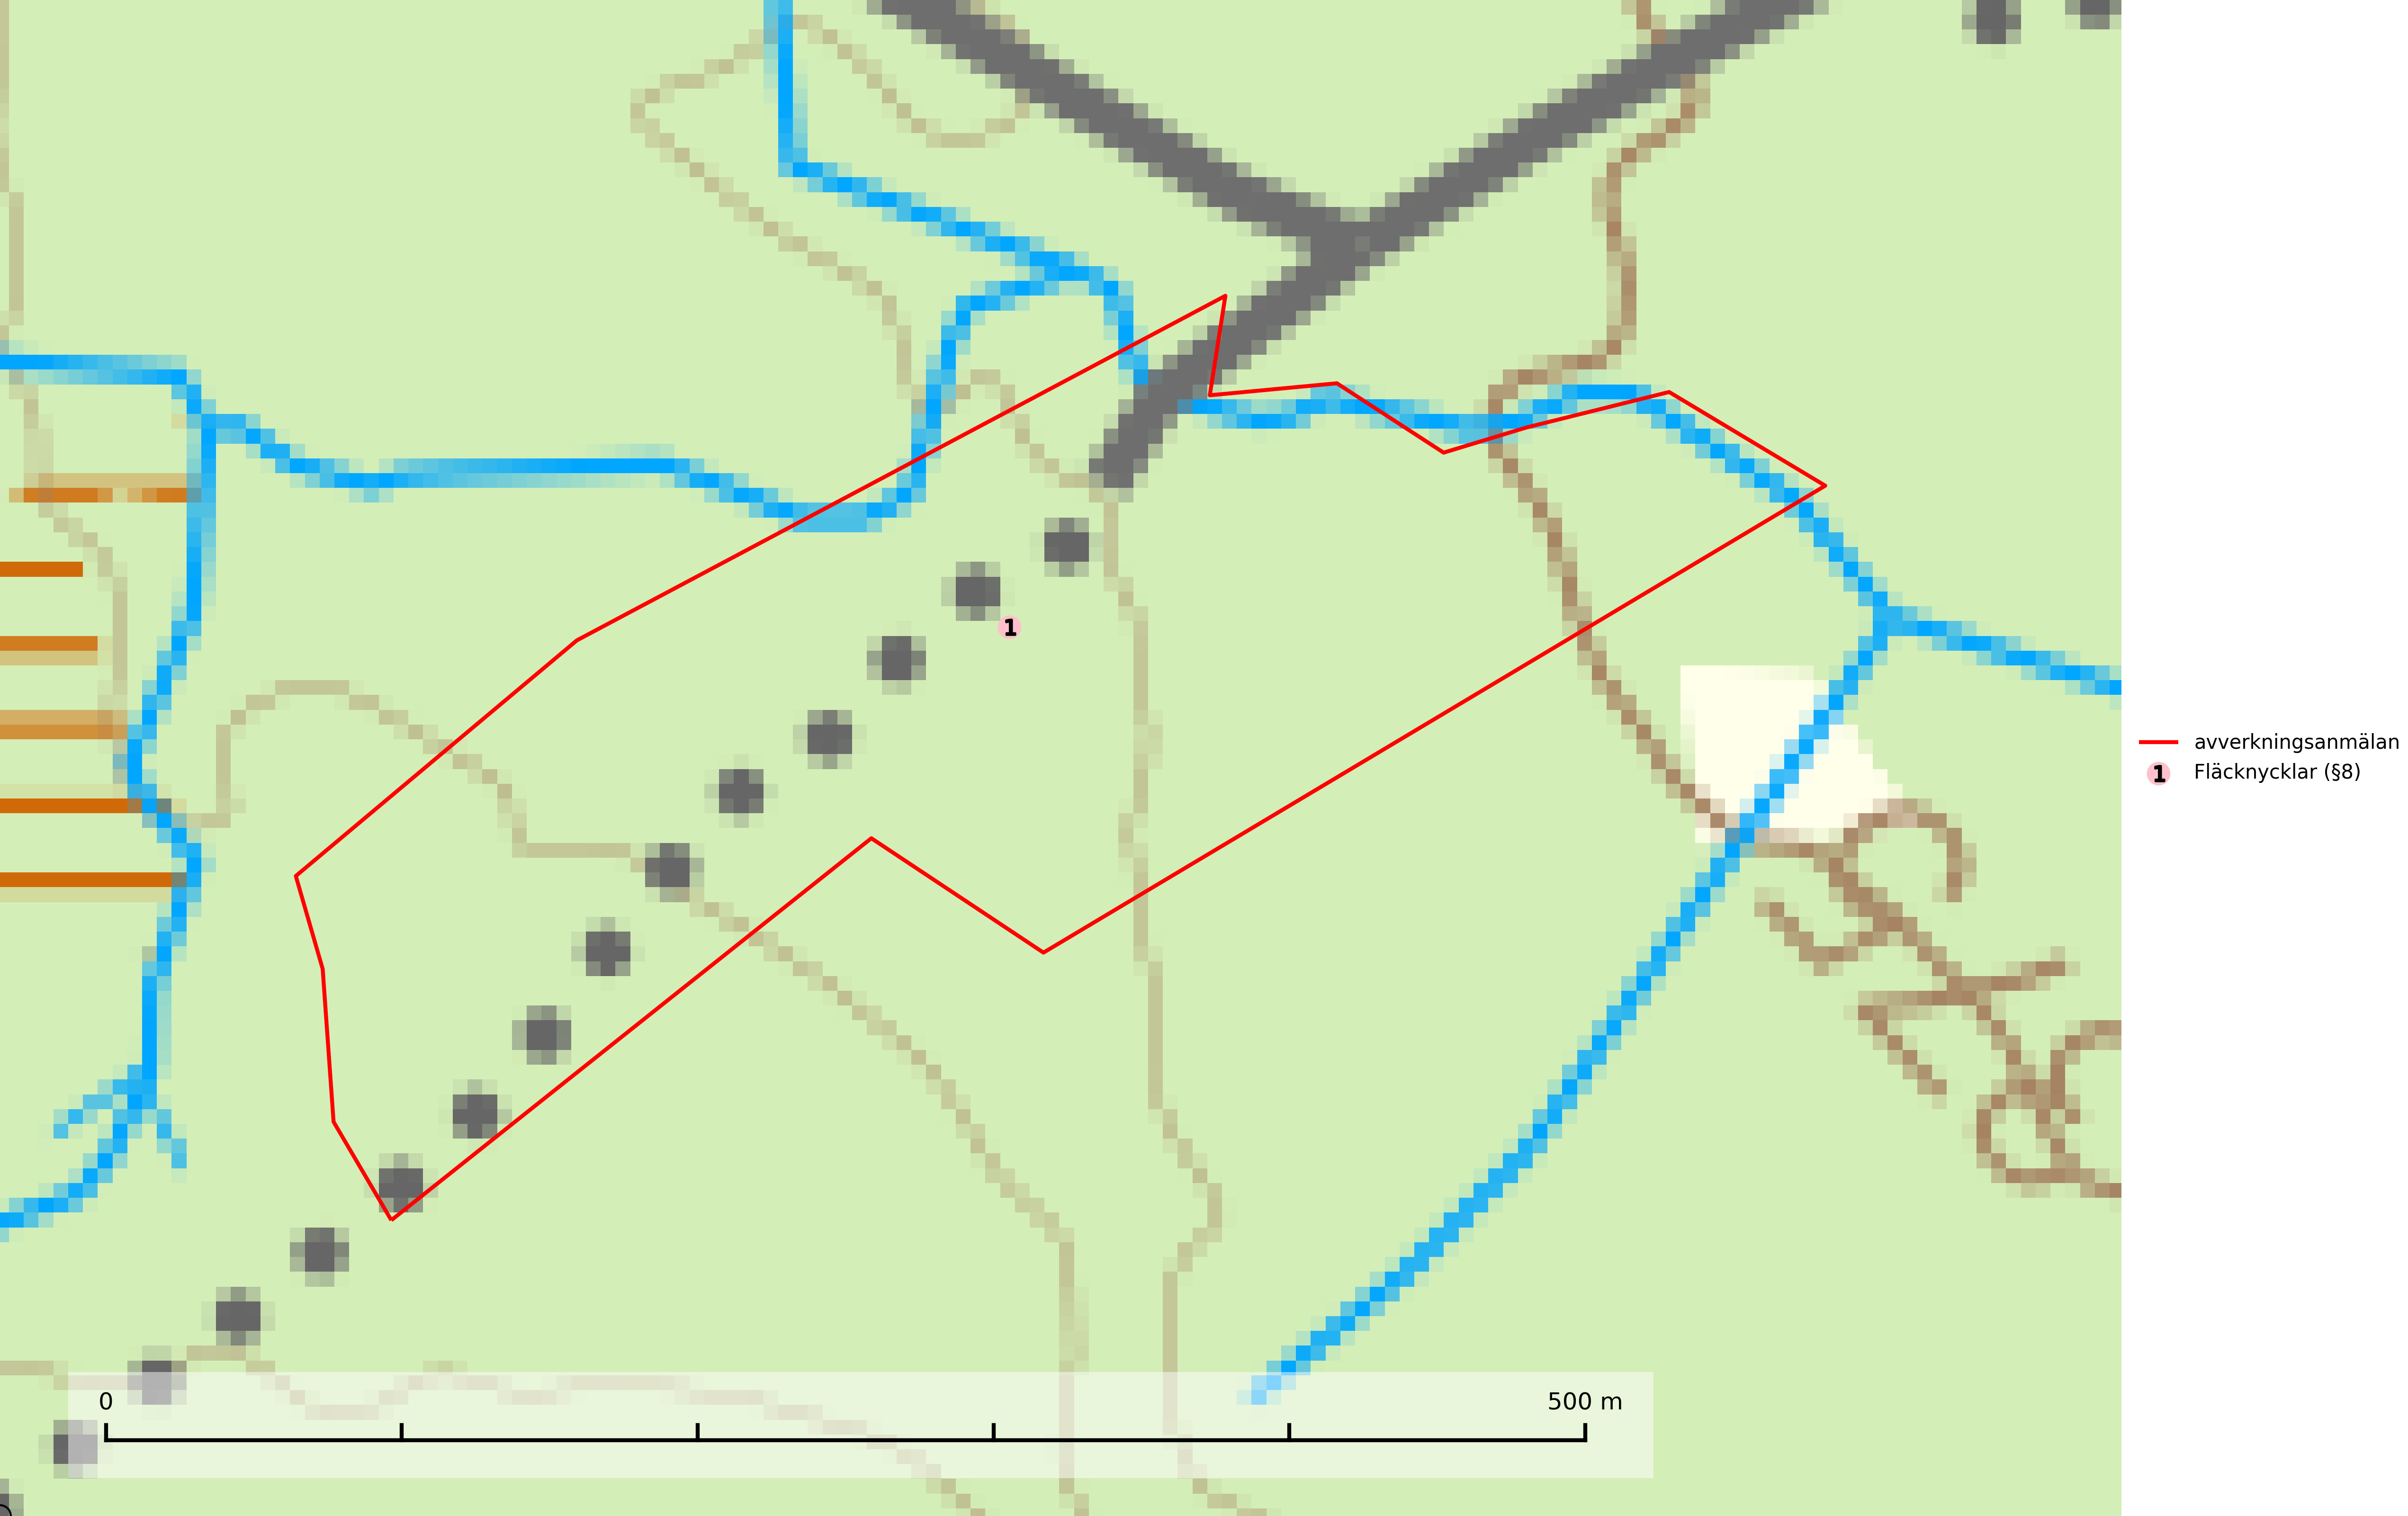 1
avverkningsanmälan
1 Fläcknycklar (§8)
0 500 m